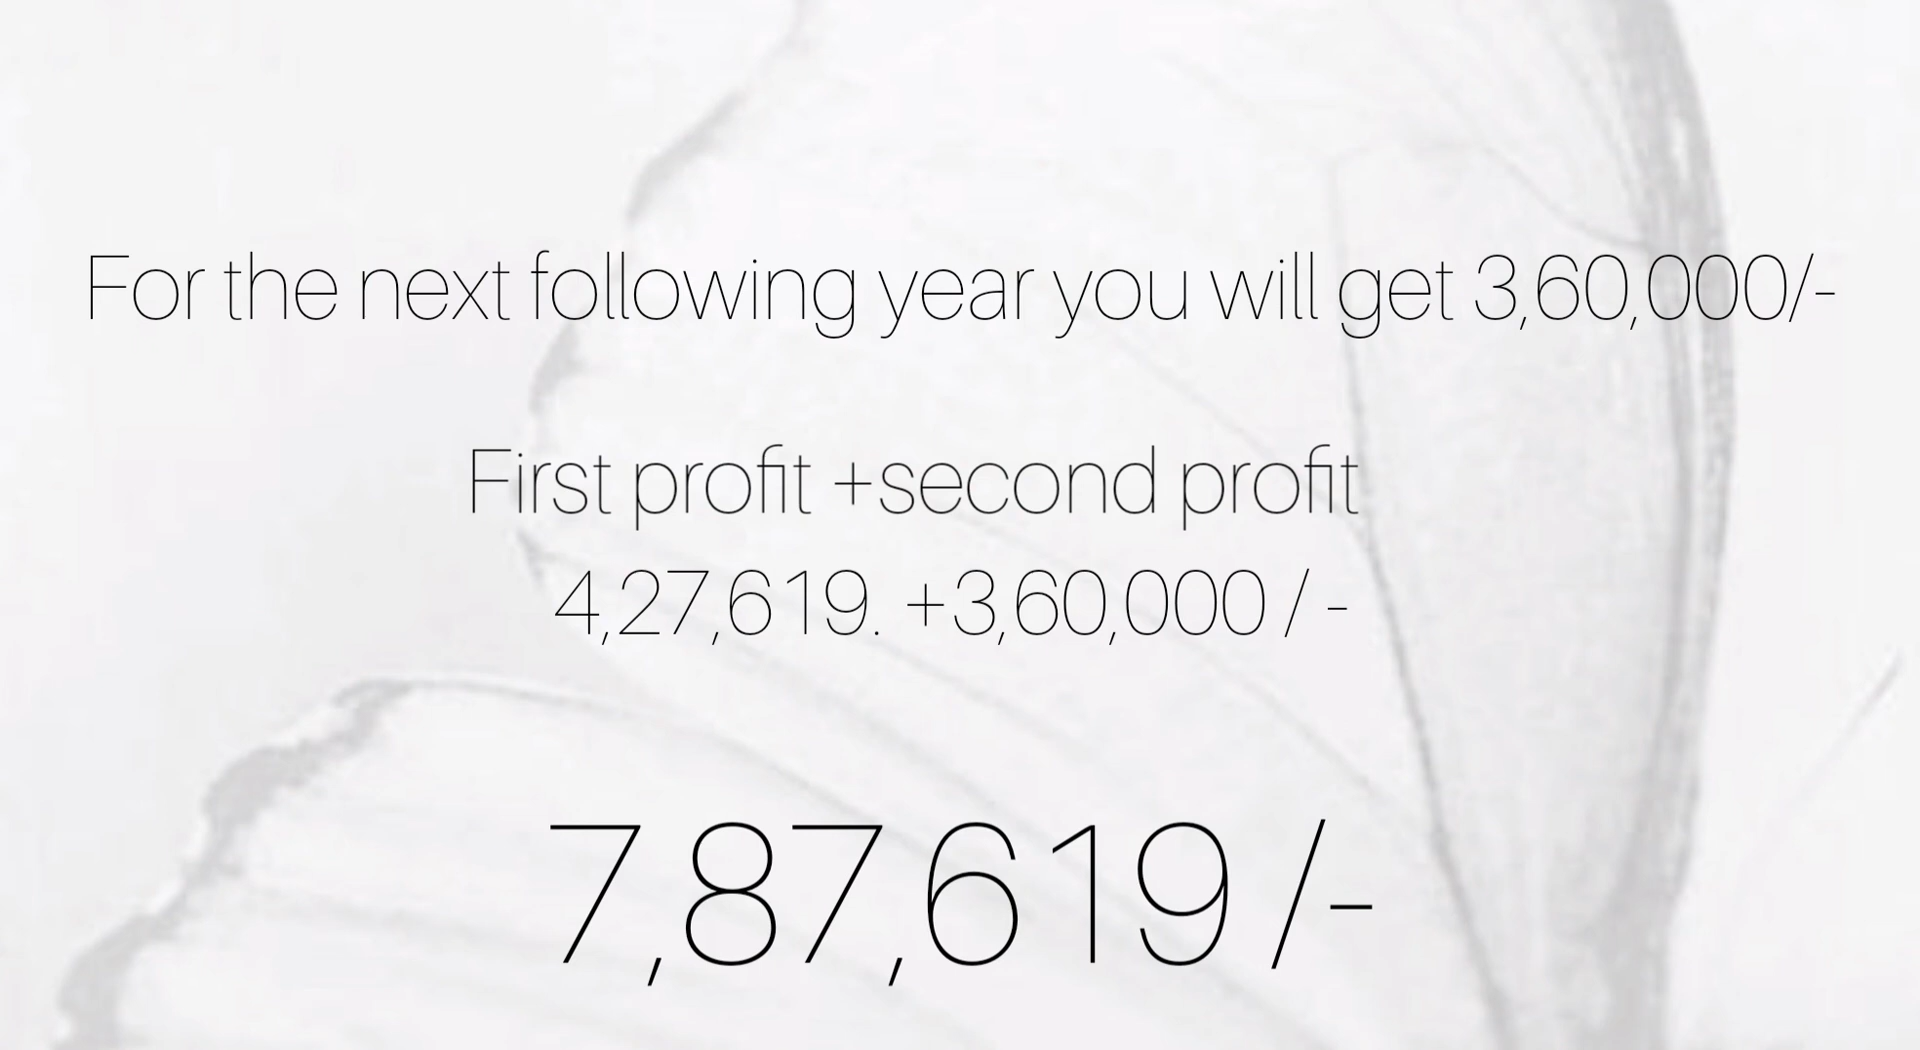 For the next following year you will get 3,60,000/-
First profit +second profit
4,27,619. +3,60,000 / -
7,87,619 /-